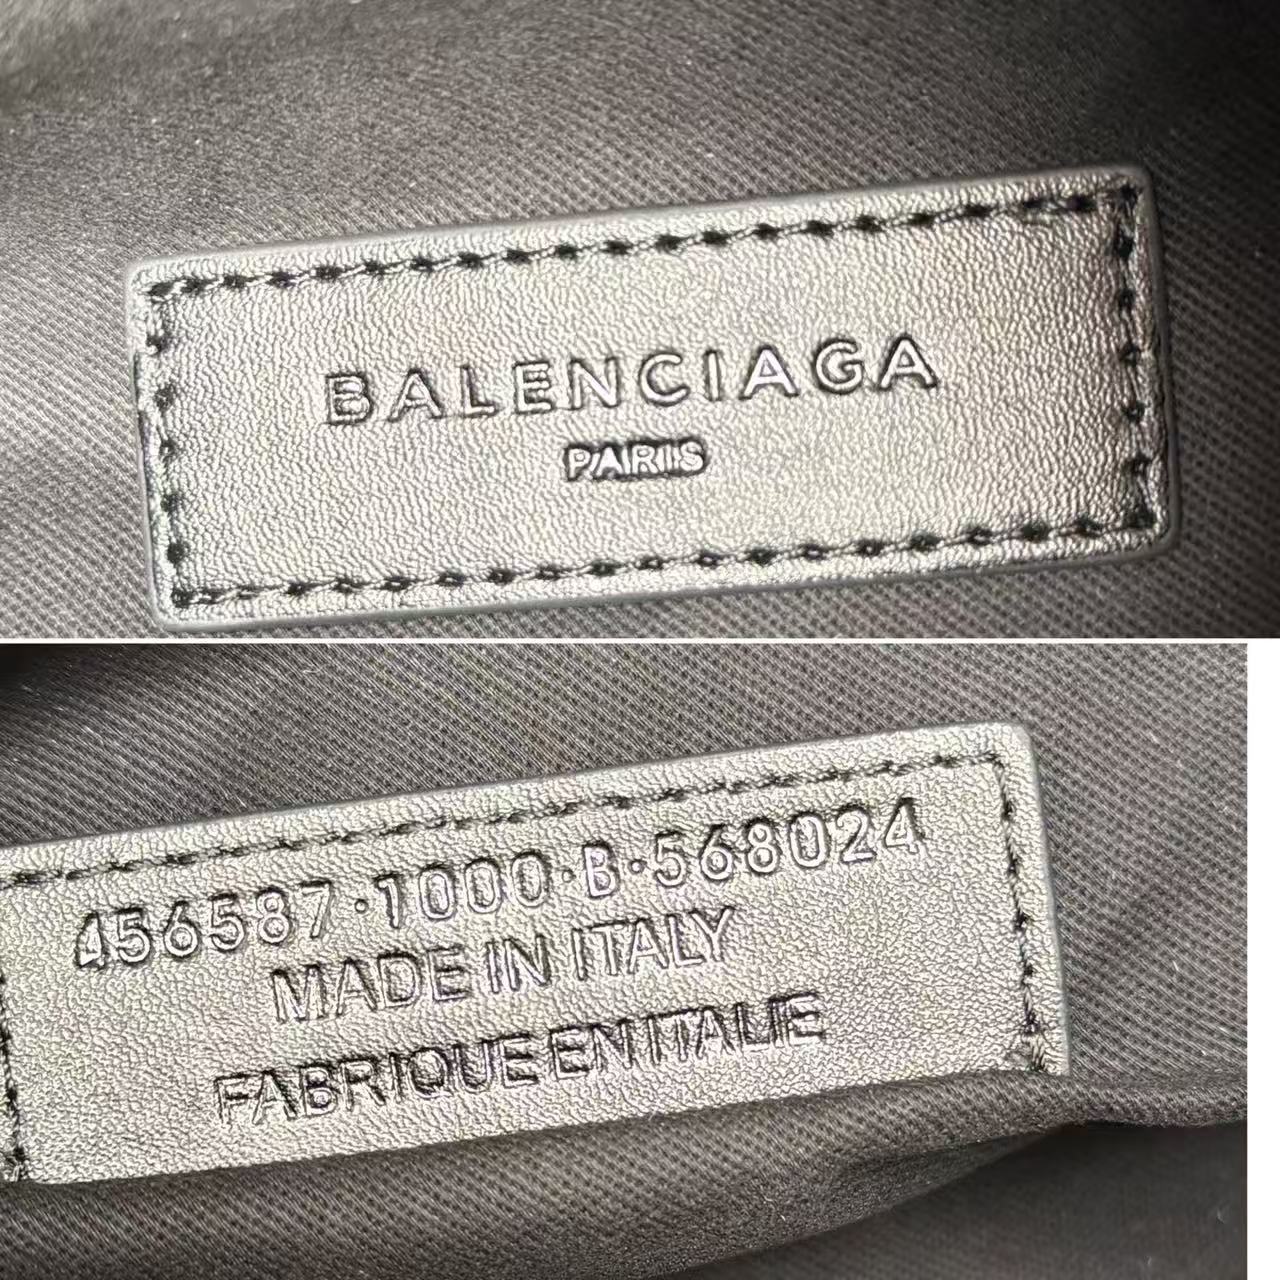 BALENCIAGA
PARIS
456587·1000·B·568024
MADE IN ITALY
FABRIQUE EN ITALIE